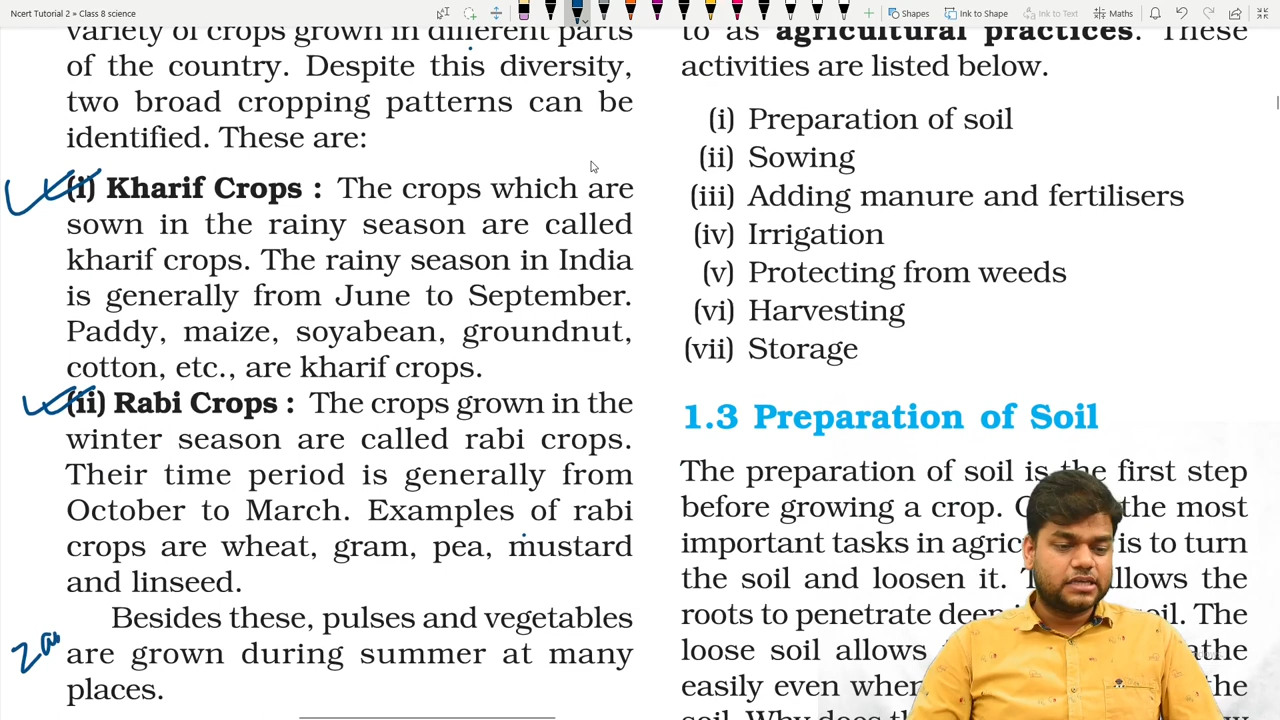 Ncert Tutorial 2 > Class 8 science
Shapes
Ink to Shape
Ink to Text
Maths
variety of crops grown in different parts
of the country. Despite this diversity,
two broad cropping patterns can be
identified. These are:
(i) Kharif Crops : The crops which are
sown in the rainy season are called
kharif crops. The rainy season in India
is generally from June to September.
Paddy, maize, soyabean, groundnut,
cotton, etc., are kharif crops.
(ii) Rabi Crops : The crops grown in the
winter season are called rabi crops.
Their time period is generally from
October to March. Examples of rabi
crops are wheat, gram, pea, mustard
and linseed.
Besides these, pulses and vegetables
are grown during summer at many
places.
to as agricultural practices. These
activities are listed below.
(i) Preparation of soil
(ii) Sowing
(iii) Adding manure and fertilisers
(iv) Irrigation
(v) Protecting from weeds
(vi) Harvesting
(vii) Storage
1.3 Preparation of Soil
The preparation of soil is the first step
before growing a crop. the most
important tasks in is to turn
the soil and loosen it. allows the
roots to penetrate The
loose soil allows
easily even when the
soil. Why does